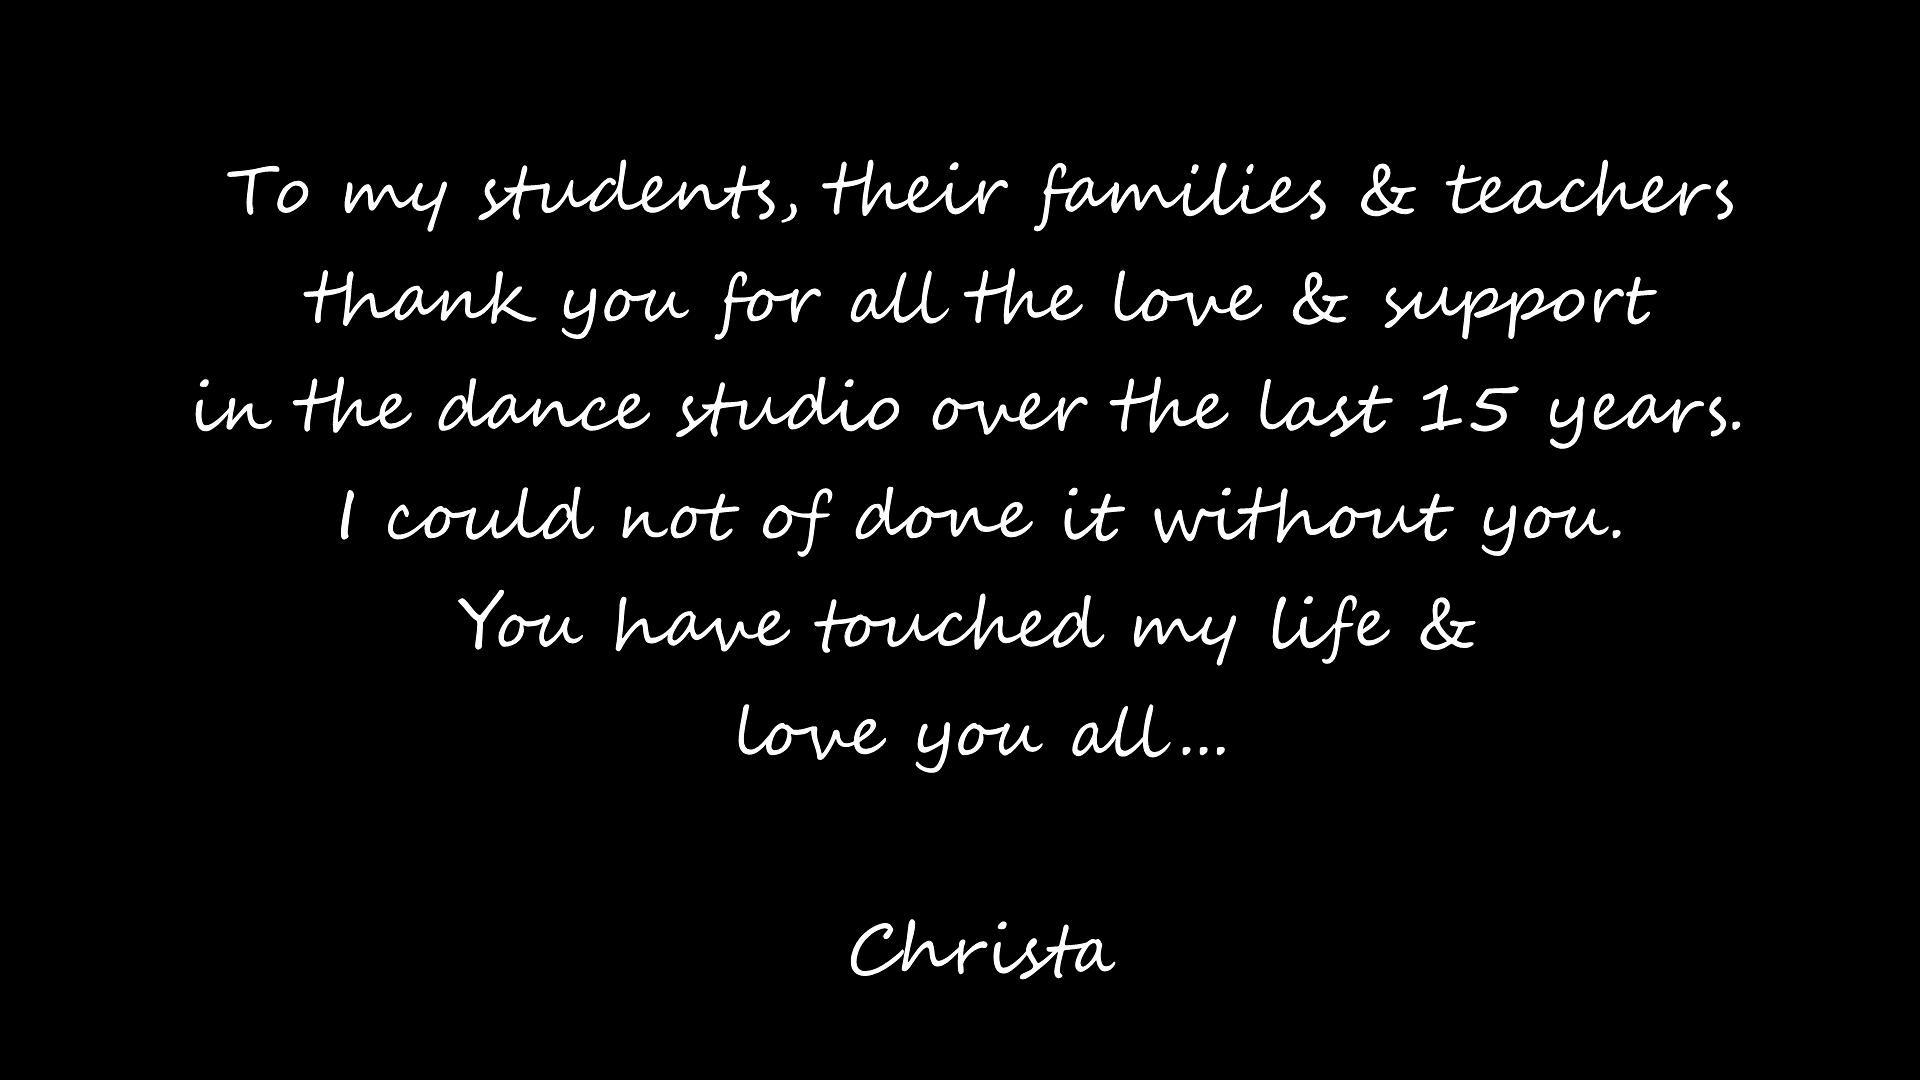 To my students, their families & teachers
thank you for all the love & support
in the dance studio over the last 15 years.
I could not of done it without you.
You have touched my life &
love you all...
Christa